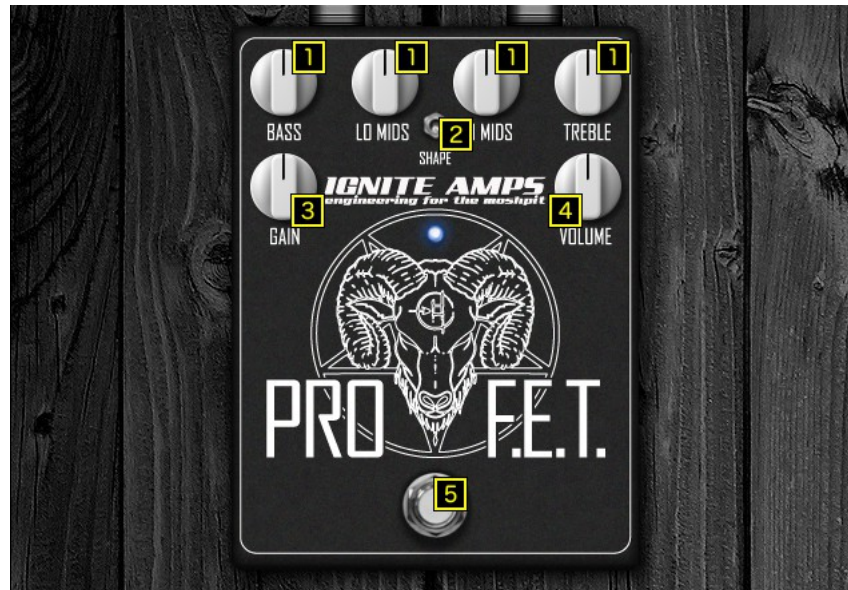 1 1 1 1
BASS LO MIDS I MIDS TREBLE
2
SHAPE
IGNITE AMPS
engineering for the moshpit
3 4
GAIN VOLUME
PRO F.E.T.
5